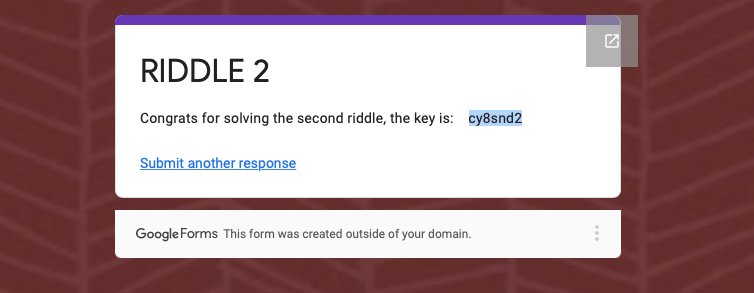 RIDDLE 2
Congrats for solving the second riddle, the key is: cy8snd2
Submit another response
Google Forms This form was created outside of your domain.